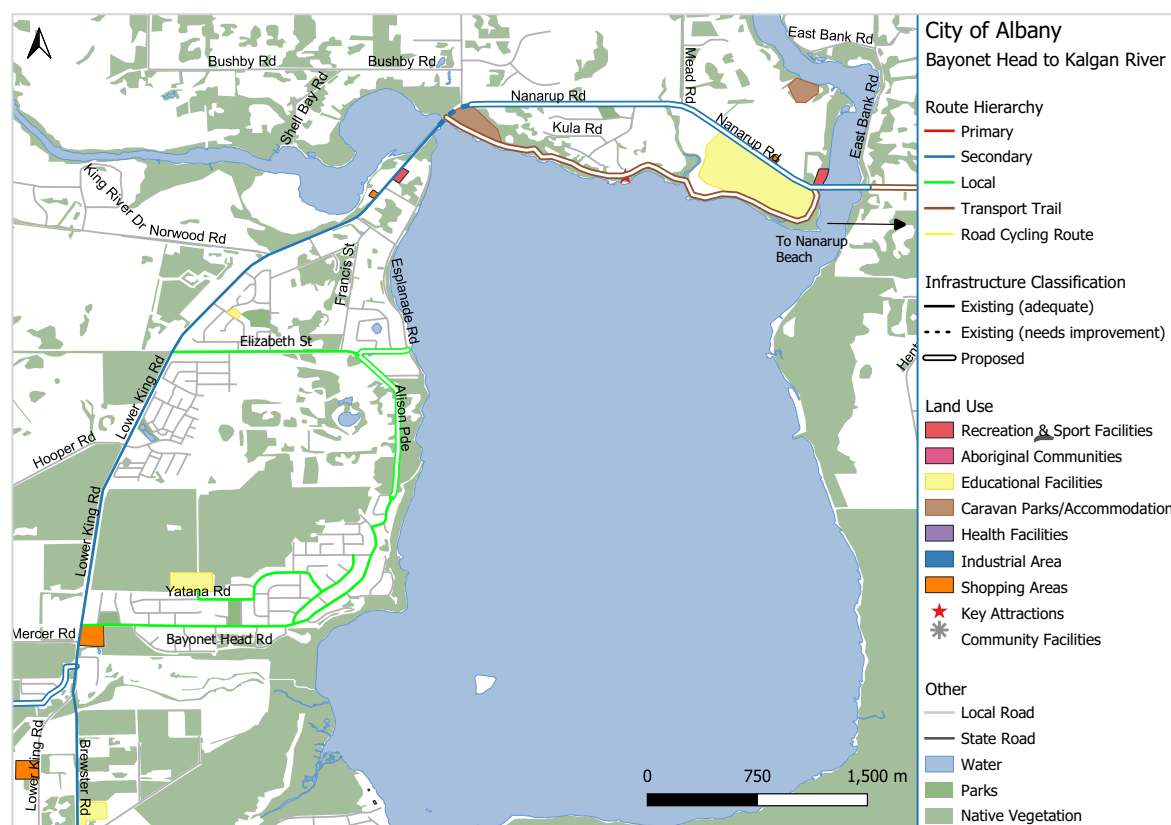 City of Albany
Bayonet Head to Kalgan River
Route Hierarchy
Primary
Secondary
Local
Transport Trail
Road Cycling Route
Infrastructure Classification
Existing (adequate)
Existing (needs improvement)
Proposed
Land Use
Recreation & Sport Facilities
Aboriginal Communities
Educational Facilities
Caravan Parks/Accommodation
Health Facilities
Industrial Area
Shopping Areas
Key Attractions
Community Facilities
Other
Local Road
State Road
Water
Parks
Native Vegetation
East Bank Rd
Bushby Rd
Bushby Rd
Mead Rd
East Bank Rd
Shell Bay Rd
Nanarup Rd
Kula Rd
Nanarup Rd
King River Dr
Norwood Rd
Francis St
Esplanade Rd
To Nanarup
Beach
Elizabeth St
Lower King Rd
Alison Pde
Hooper Rd
Lower King Rd
Yatana Rd
Mercer Rd
Bayonet Head Rd
Lower King Rd
Brewster Rd
Hent
0
750
1,500 m